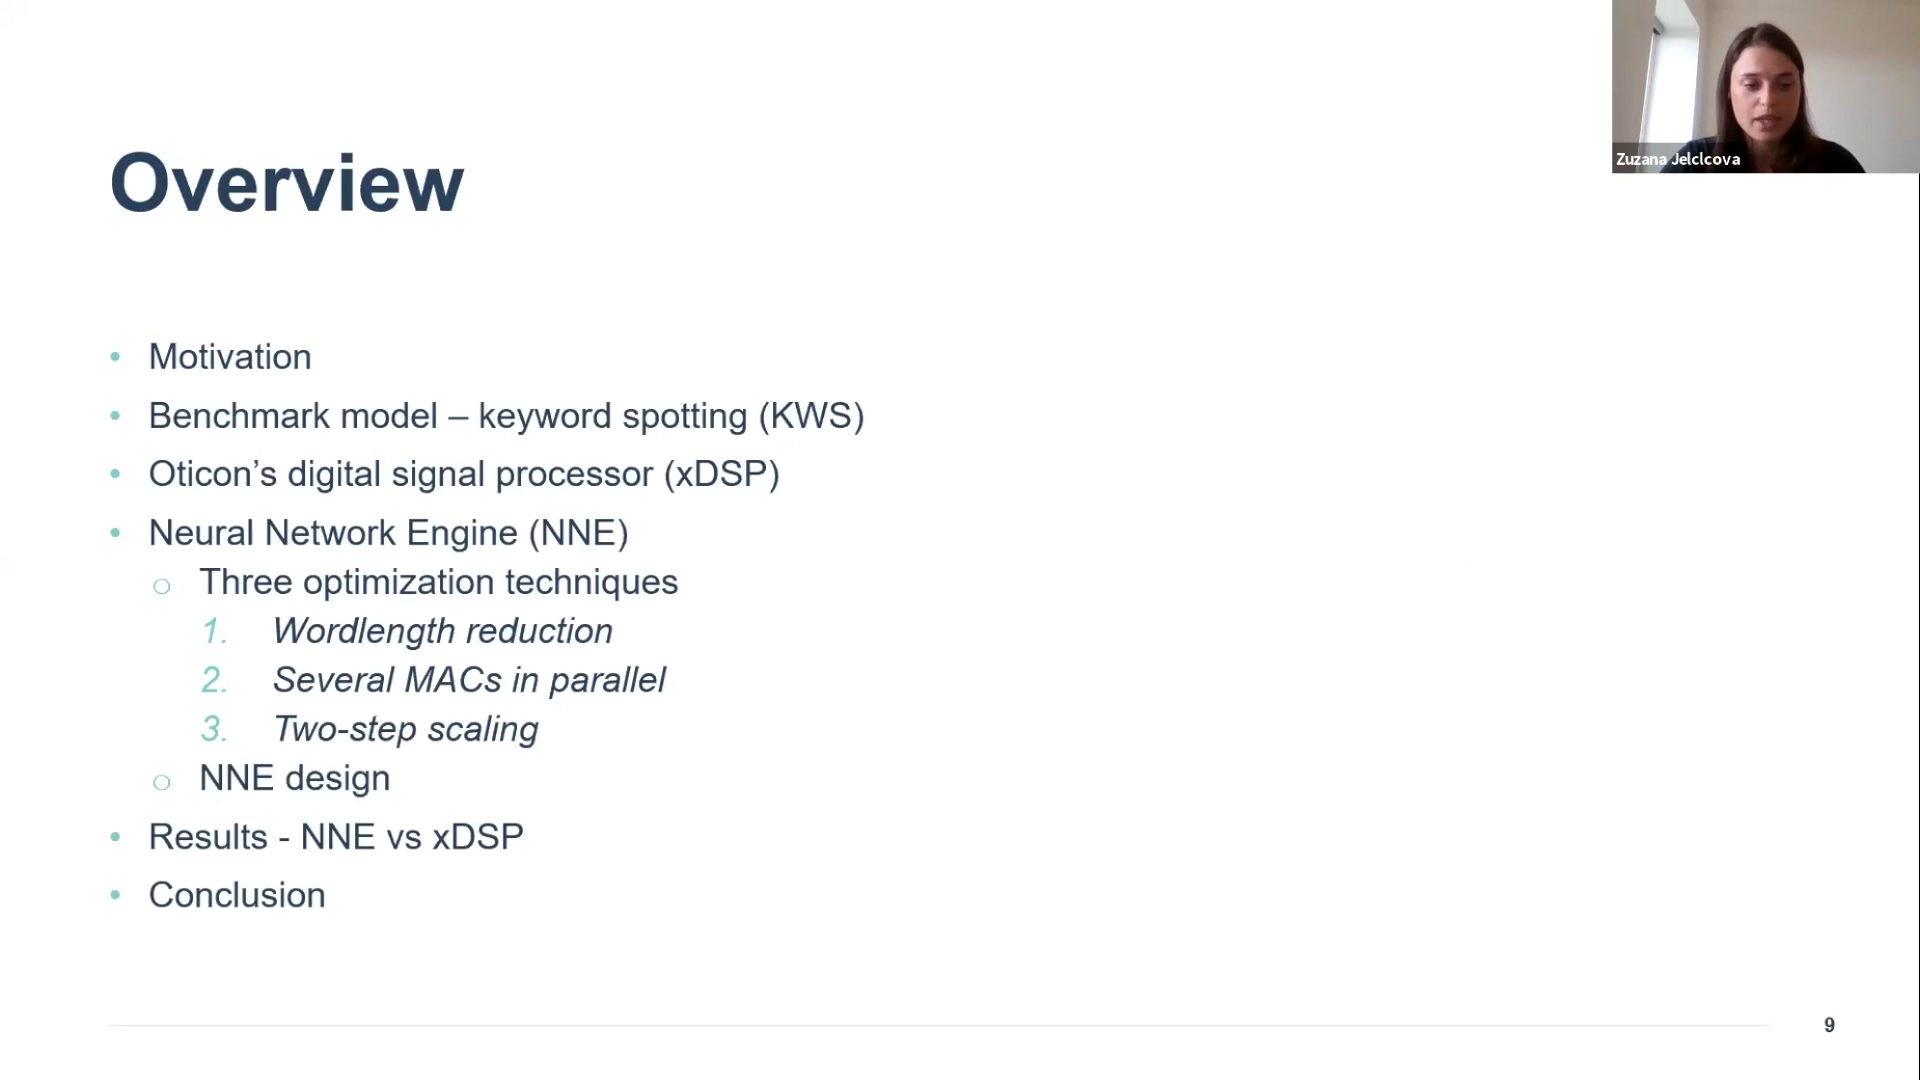 Zuzana Jelclcova
Overview
• Motivation
• Benchmark model – keyword spotting (KWS)
• Oticon’s digital signal processor (xDSP)
• Neural Network Engine (NNE)
○ Three optimization techniques
1. Wordlength reduction
2. Several MACs in parallel
3. Two-step scaling
○ NNE design
• Results - NNE vs xDSP
• Conclusion
9